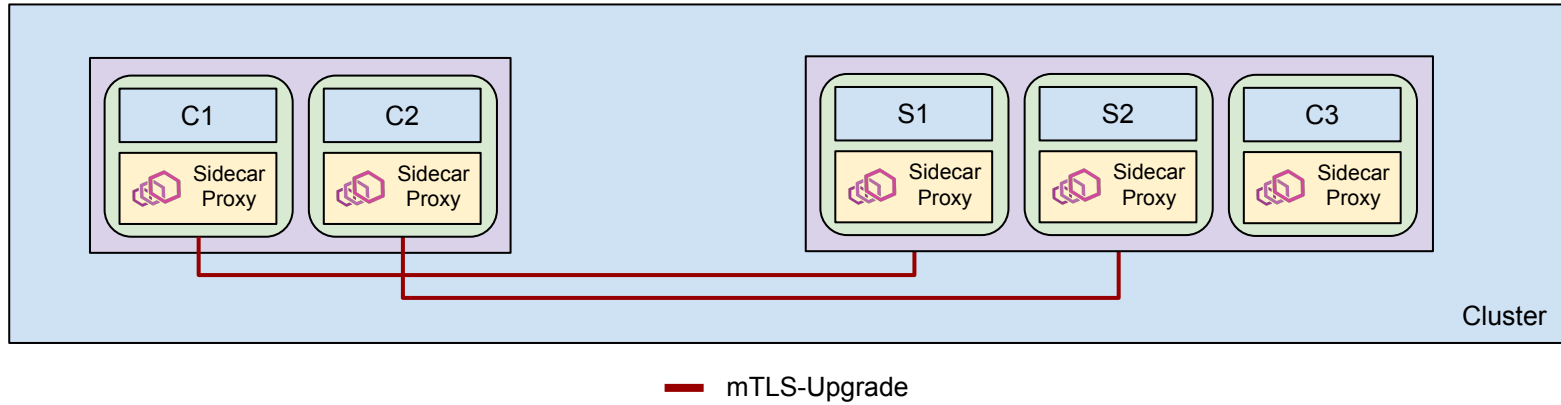 C1
C2
S1
S2
C3
Sidecar
Proxy
Sidecar
Proxy
Sidecar
Proxy
Sidecar
Proxy
Sidecar
Proxy
Cluster
mTLS-Upgrade